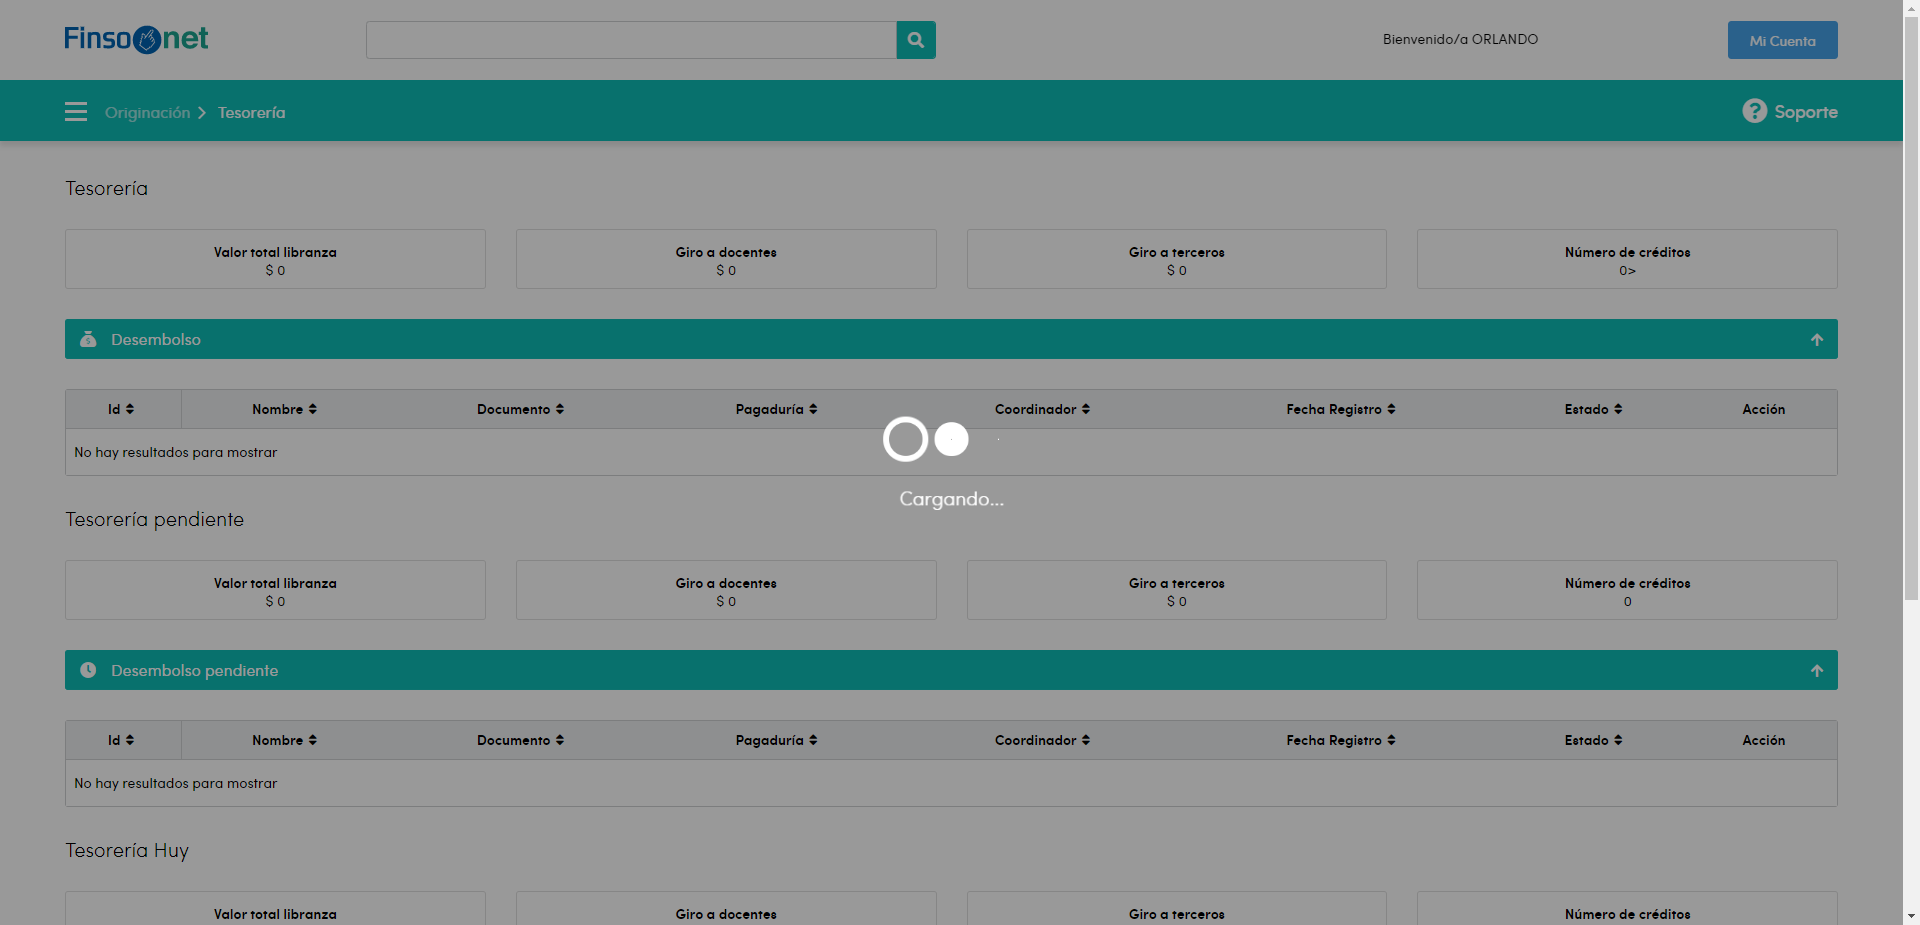 Finsonet
Bienvenido/a ORLANDO
Mi Cuenta
Originación
Tesorería
Soporte
Tesorería
Valor total libranza
$ 0
Giro a docentes
$ 0
Giro a terceros
$ 0
Número de créditos
0>
Desembolso
Id Nombre Documento Pagaduría Coordinador Fecha Registro Estado Acción
No hay resultados para mostrar
Cargando...
Tesorería pendiente
Valor total libranza
$ 0
Giro a docentes
$ 0
Giro a terceros
$ 0
Número de créditos
0
Desembolso pendiente
Id Nombre Documento Pagaduría Coordinador Fecha Registro Estado Acción
No hay resultados para mostrar
Tesorería Huy
Valor total libranza
Giro a docentes
Giro a terceros
Número de créditos